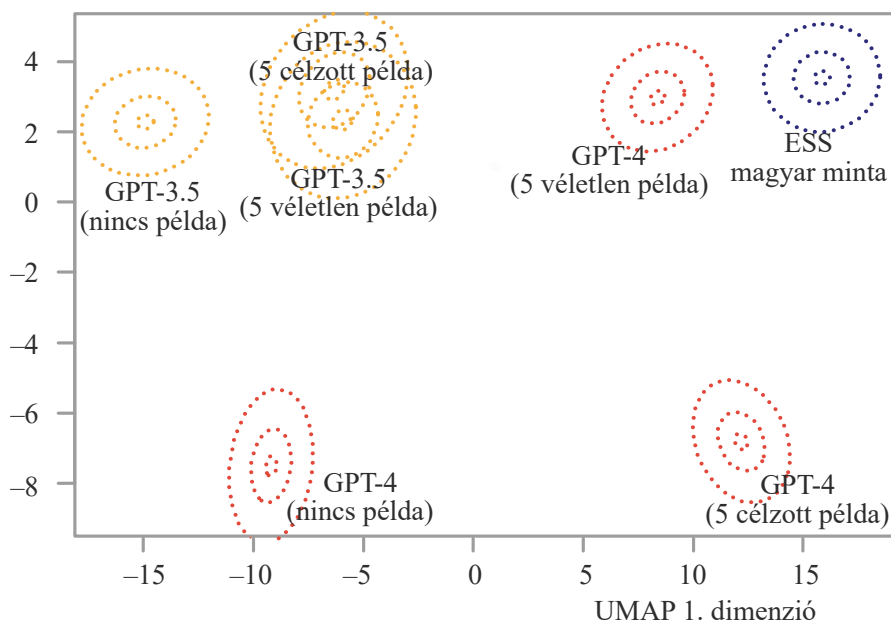 4
2
0
–2
–4
–6
–8
GPT-3.5
(5 célzott példa)
GPT-3.5
(nincs példa)
GPT-3.5
(5 véletlen példa)
GPT-4
(5 véletlen példa)
ESS
magyar minta
GPT-4
(nincs példa)
GPT-4
(5 célzott példa)
–15
–10
–5
0
5
10
15
UMAP 1. dimenzió